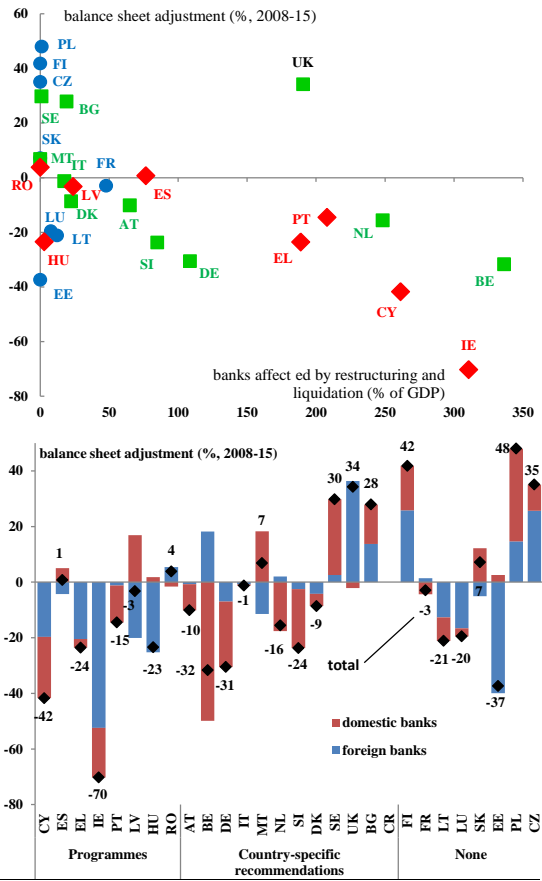 balance sheet adjustment (%, 2008-15)
60
PL
FI
UK
40
CZ
SE
BG
20
SK
MT
IT
FR
0
RO
LV
ES
DK
PT
LU
AT
NL
-20
LT
SI
EL
HU
DE
BE
-40
EE
CY
IE
-60
banks affect ed by restructuring and
liquidation (% of GDP)
-80
0 50 100 150 200 250 300 350
balance sheet adjustment (%, 2008-15)
40
20
0
-20
-40
-60
-80
-42
1
-24
-70
-15
-3
-23
4
-10
-32
-31
-1
7
-16
-24
-9
30
34
28
42
-3
-21
-20
7
-37
48
35
total
domestic banks
foreign banks
CY ES EL IE PT LV HU RO AT BE DE IT MT NL SI DK SE UK BG CR FI FR LT LU SK EE PL CZ
Programmes Country-specific None
recommendations